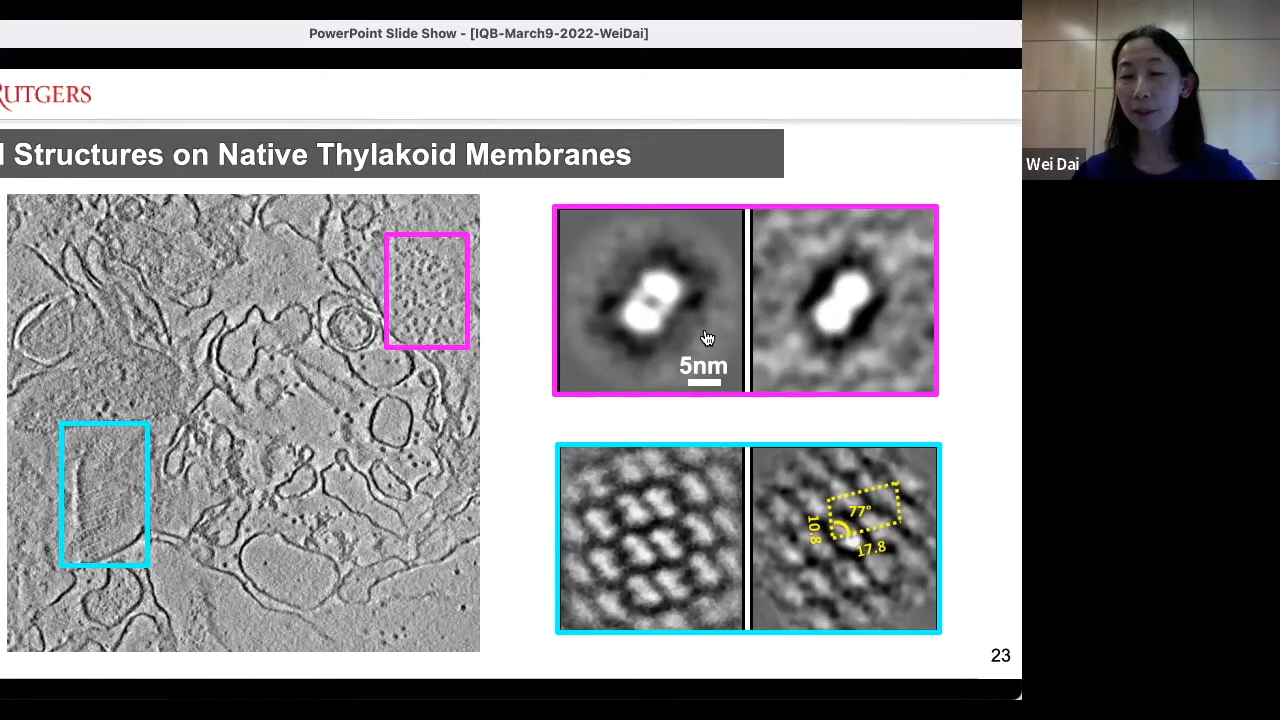 PowerPoint Slide Show - [IQB-March9-2022-WeiDai]
RUTGERS
Structures on Native Thylakoid Membranes
Wei Dai
5nm
77°
10.8
17.8
23